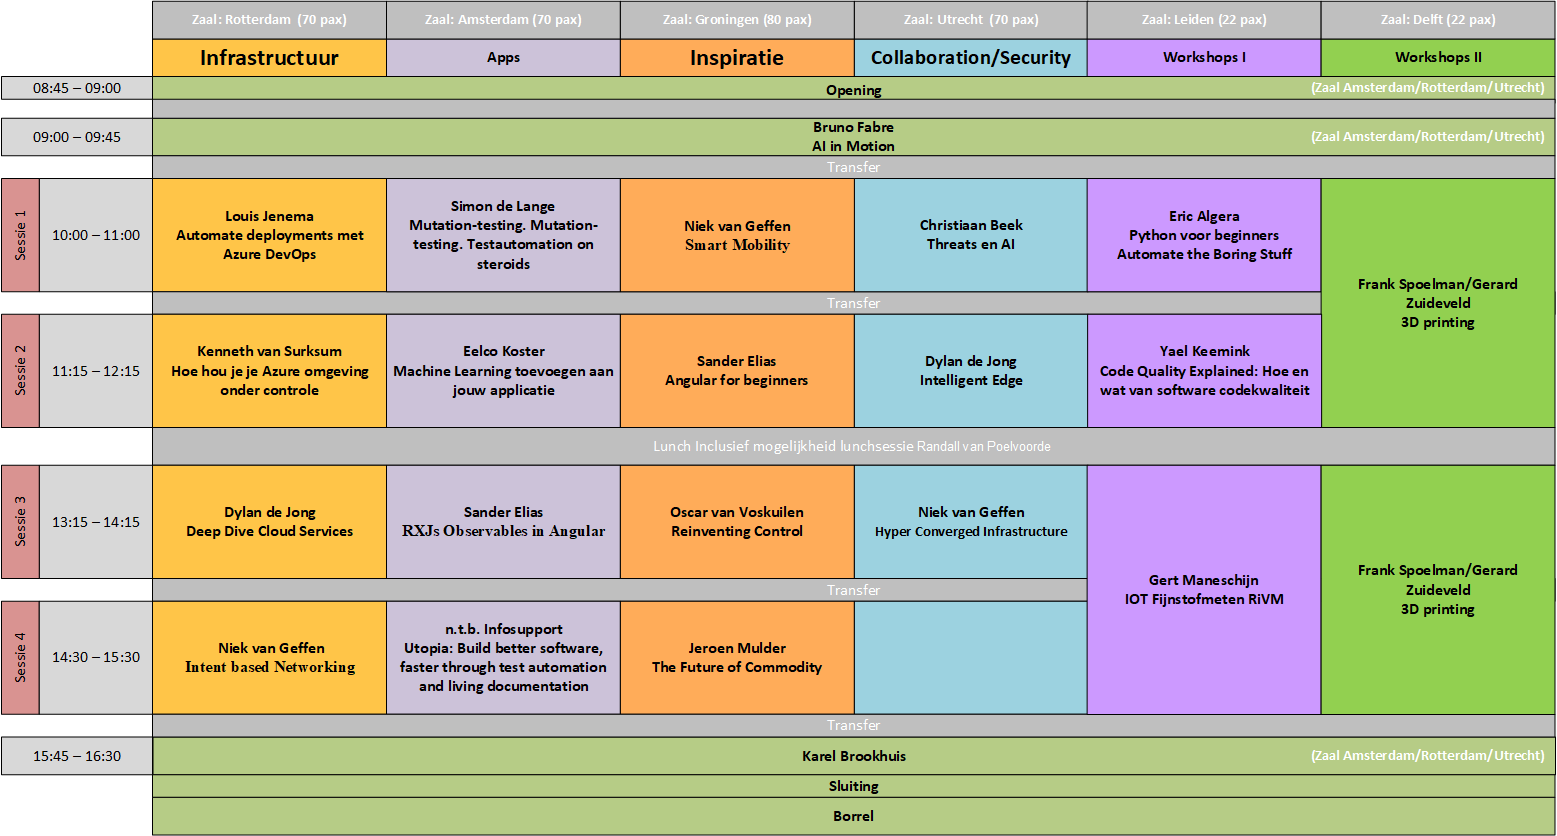 Zaal: Rotterdam (70 pax)
Zaal: Amsterdam (70 pax)
Zaal: Groningen (80 pax)
Zaal: Utrecht (70 pax)
Zaal: Leiden (22 pax)
Zaal: Delft (22 pax)
Infrastructuur
Apps
Inspiratie
Collaboration/Security
Workshops I
Workshops II
08:45 – 09:00
Opening
(Zaal Amsterdam/Rotterdam/Utrecht)
09:00 – 09:45
Bruno Fabre
AI in Motion
(Zaal Amsterdam/Rotterdam/Utrecht)
Transfer
Sessie 1
10:00 – 11:00
Louis Jenema
Automate deployments met
Azure DevOps
Simon de Lange
Mutation-testing. Mutation-
testing. Testautomation on
steroids
Niek van Geffen
Smart Mobility
Christiaan Beek
Threats en AI
Eric Algera
Python voor beginners
Automate the Boring Stuff
Frank Spoelman/Gerard
Zuideveld
3D printing
Transfer
Sessie 2
11:15 – 12:15
Kenneth van Surksum
Hoe hou je je Azure omgeving
onder controle
Eelco Koster
Machine Learning toevoegen aan
jouw applicatie
Sander Elias
Angular for beginners
Dylan de Jong
Intelligent Edge
Yael Keemink
Code Quality Explained: Hoe en
wat van software codekwaliteit
Lunch Inclusief mogelijkheid lunchsessie Randall van Poelvoorde
Sessie 3
13:15 – 14:15
Dylan de Jong
Deep Dive Cloud Services
Sander Elias
RXJs Observables in Angular
Oscar van Voskuilen
Reinventing Control
Niek van Geffen
Hyper Converged Infrastructure
Gert Maneschijn
IOT Fijnstofmeten RiVM
Frank Spoelman/Gerard
Zuideveld
3D printing
Transfer
Sessie 4
14:30 – 15:30
Niek van Geffen
Intent based Networking
n.t.b. Infosupport
Utopia: Build better software,
faster through test automation
and living documentation
Jeroen Mulder
The Future of Commodity
Transfer
15:45 – 16:30
Karel Brookhuis
(Zaal Amsterdam/Rotterdam/Utrecht)
Sluiting
Borrel